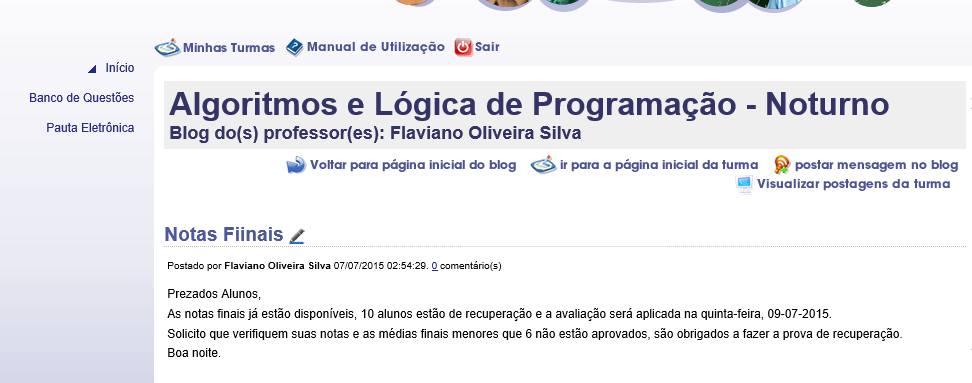 Minhas Turmas Manual de Utilização Sair
Início
Banco de Questões
Pauta Eletrônica
Algoritmos e Lógica de Programação - Noturno
Blog do(s) professor(es): Flaviano Oliveira Silva
Voltar para página inicial do blog ir para a página inicial da turma postar mensagem no blog
Visualizar postagens da turma
Notas Fiinais
Postado por Flaviano Oliveira Silva 07/07/2015 02:54:29. 0 comentário(s)
Prezados Alunos,
As notas finais já estão disponíveis, 10 alunos estão de recuperação e a avaliação será aplicada na quinta-feira, 09-07-2015.
Solicito que verifiquem suas notas e as médias finais menores que 6 não estão aprovados, são obrigados a fazer a prova de recuperação.
Boa noite.